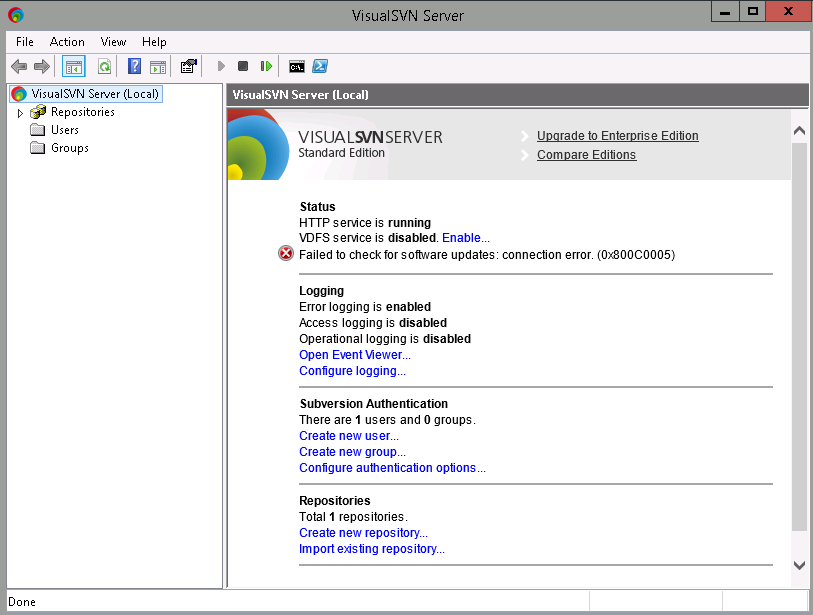 VisualSVN Server
File Action View Help
C:\.
VisualSVN Server (Local)
Repositories
Users
Groups
VisualSVN Server (Local)
VISUALSVNSERVER
Standard Edition
Upgrade to Enterprise Edition
Compare Editions
Status
HTTP service is running
VDFS service is disabled. Enable...
Failed to check for software updates: connection error. (0x800C0005)
Logging
Error logging is enabled
Access logging is disabled
Operational logging is disabled
Open Event Viewer...
Configure logging...
Subversion Authentication
There are 1 users and 0 groups.
Create new user...
Create new group...
Configure authentication options...
Repositories
Total 1 repositories.
Create new repository...
Import existing repository...
Done